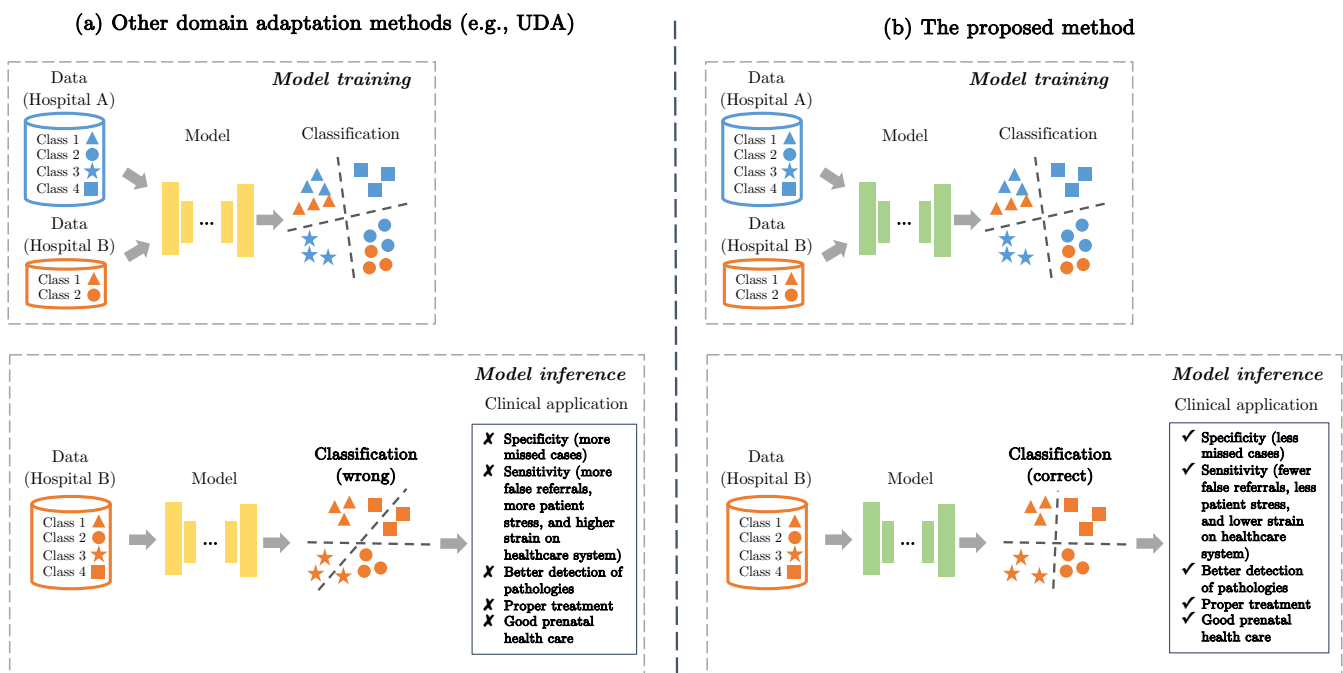 (a) Other domain adaptation methods (e.g., UDA)
Model training
Data
(Hospital A)
Class 1
Class 2
Class 3
Class 4
Data
(Hospital B)
Class 1
Class 2
Model
...
Classification
Model inference
Clinical application
Data
(Hospital B)
Class 1
Class 2
Class 3
Class 4
Model
...
Classification
(wrong)
✗ Specificity (more
missed cases)
✗ Sensitivity (more
false referrals,
more patient
stress, and higher
strain on
healthcare system)
✗ Better detection of
pathologies
✗ Proper treatment
✗ Good prenatal
health care
(b) The proposed method
Model training
Data
(Hospital A)
Class 1
Class 2
Class 3
Class 4
Data
(Hospital B)
Class 1
Class 2
Model
...
Classification
Model inference
Clinical application
Data
(Hospital B)
Class 1
Class 2
Class 3
Class 4
Model
...
Classification
(correct)
✓ Specificity (less
missed cases)
✓ Sensitivity (fewer
false referrals, less
patient stress,
and lower strain
on healthcare
system)
✓ Better detection
of pathologies
✓ Proper treatment
✓ Good prenatal
health care